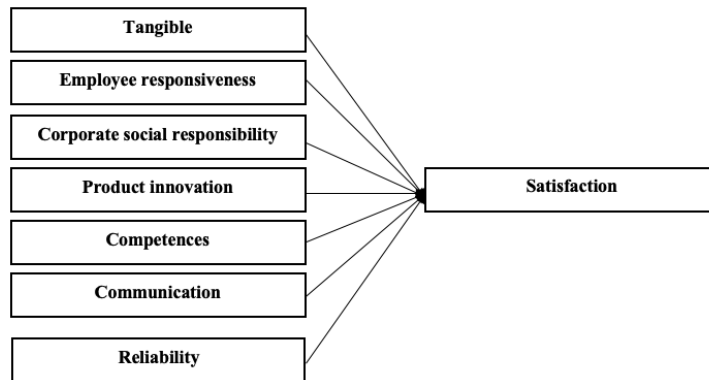 Tangible
Employee responsiveness
Corporate social responsibility
Product innovation
Satisfaction
Competences
Communication
Reliability